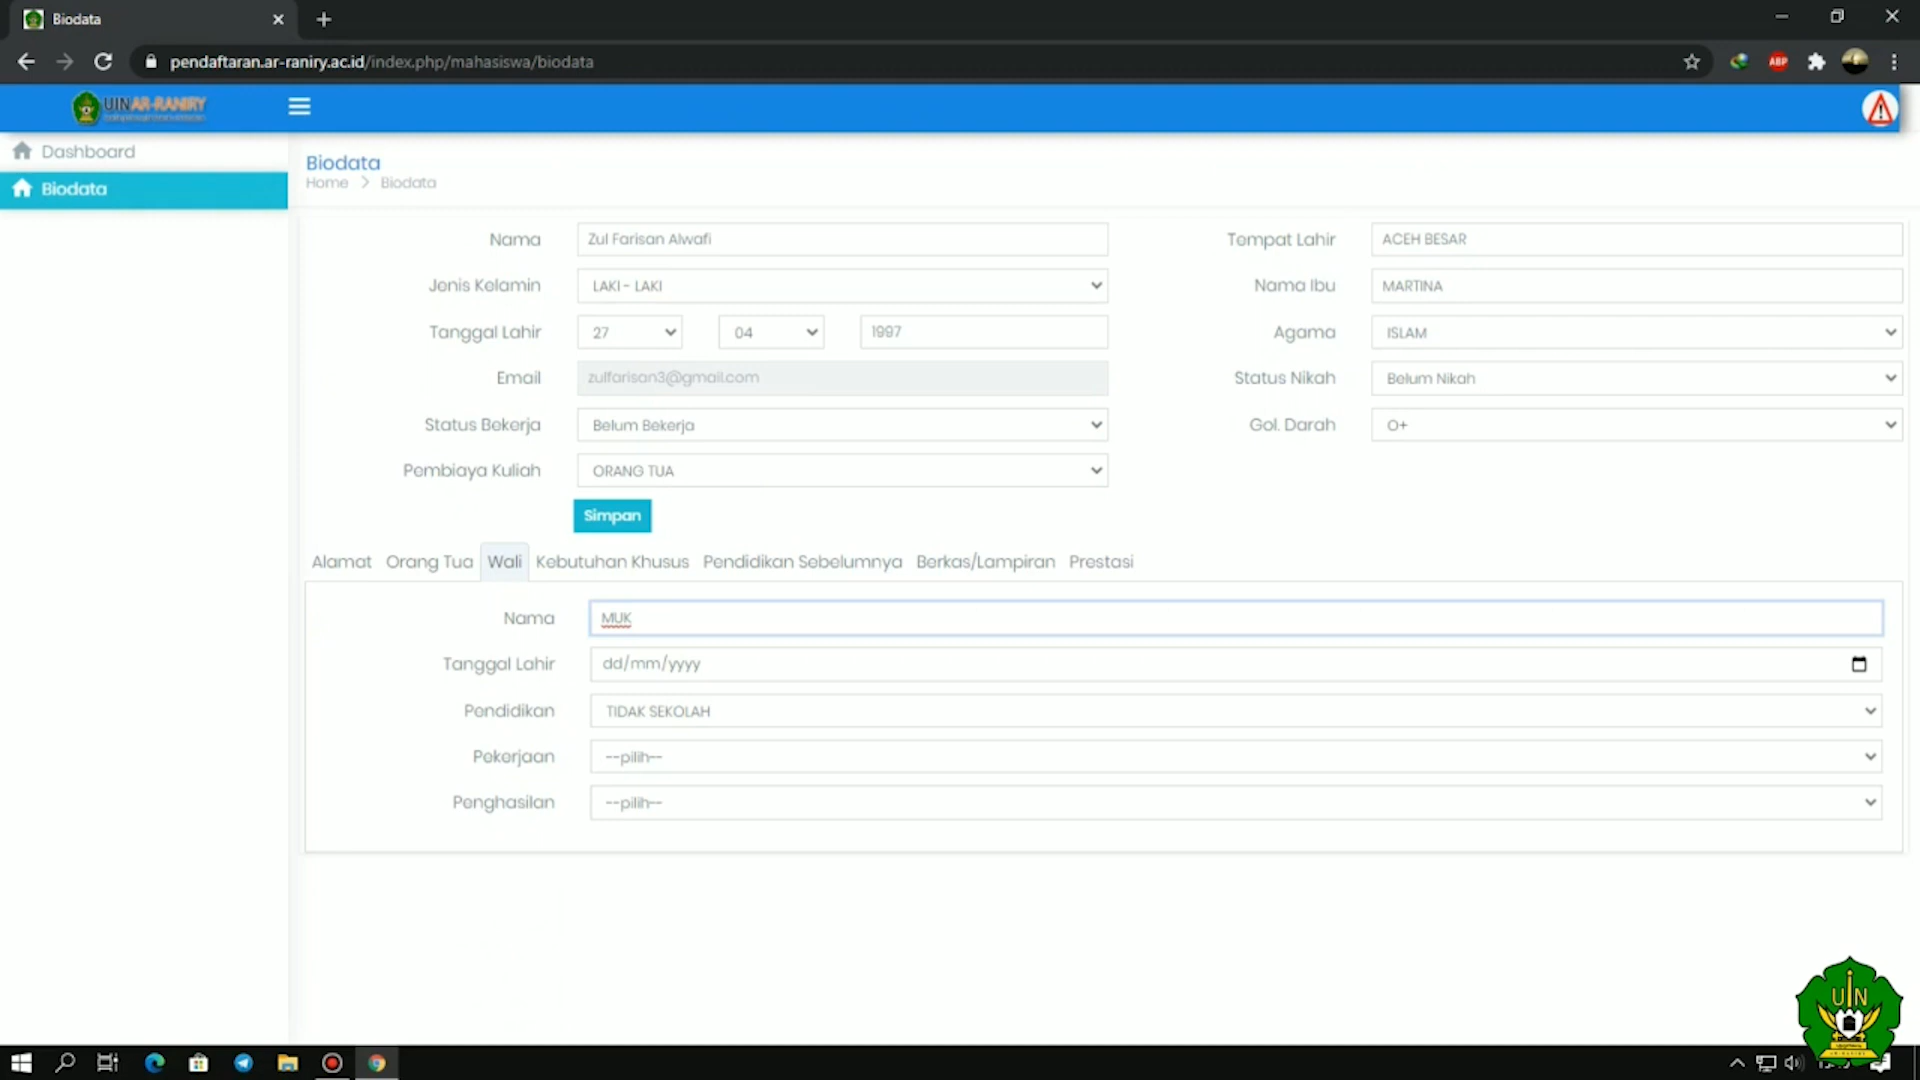 Biodata
pendaftaran.ar-raniry.ac.id/index.php/mahasiswa/biodata
ABP
UIN AR-RANIRY
Dashboard
Biodata
Biodata
Home > Biodata
Nama Zul Farisan Alwafi Tempat Lahir ACEH BESAR
Jenis Kelamin LAKI - LAKI Nama Ibu MARTINA
Tanggal Lahir 27 04 1997 Agama ISLAM
Email zulfarisan3@gmail.com Status Nikah Belum Nikah
Status Bekerja Belum Bekerja Gol. Darah O+
Pembiaya Kuliah ORANG TUA
Simpan
Alamat Orang Tua Wali Kebutuhan Khusus Pendidikan Sebelumnya Berkas/Lampiran Prestasi
Nama MUK
Tanggal Lahir dd/mm/yyyy
Pendidikan TIDAK SEKOLAH
Pekerjaan --pilih--
Penghasilan --pilih--
UIN